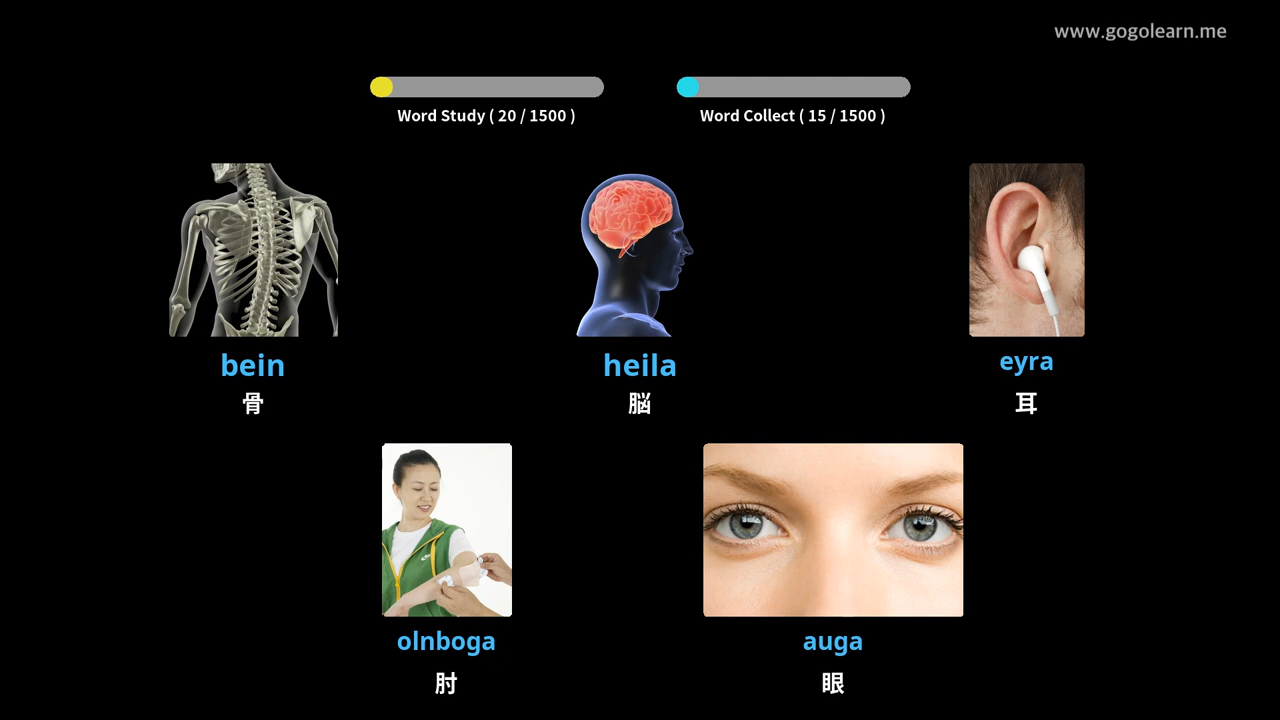 www.gogolearn.me
Word Study ( 20 / 1500 )
Word Collect ( 15 / 1500 )
bein
heila
eyra
骨
脳
耳
olnboga
auga
肘
眼